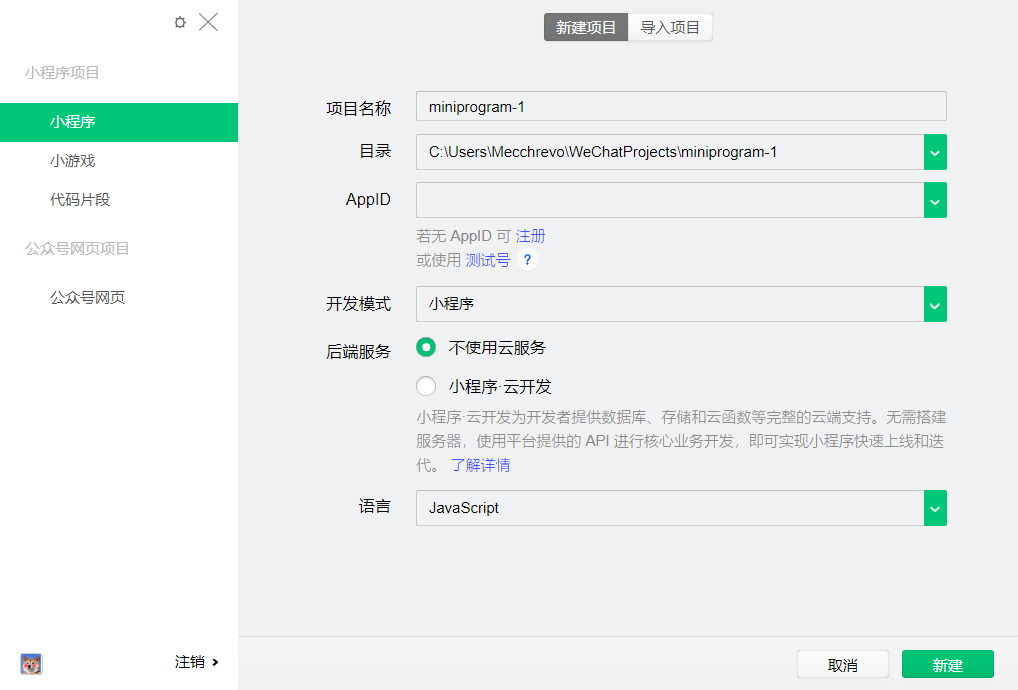 小程序项目
小程序
小游戏
代码片段
公众号网页项目
公众号网页
注销
新建项目 导入项目
项目名称 miniprogram-1
目录 C:\Users\Mecchrevo\WeChatProjects\miniprogram-1
AppID
若无 AppID 可 注册
或使用 测试号 ?
开发模式 小程序
后端服务 不使用云服务
小程序·云开发
小程序·云开发为开发者提供数据库、存储和云函数等完整的云端支持。无需搭建
服务器，使用平台提供的 API 进行核心业务开发，即可实现小程序快速上线和迭
代。 了解详情
语言 JavaScript
取消 新建